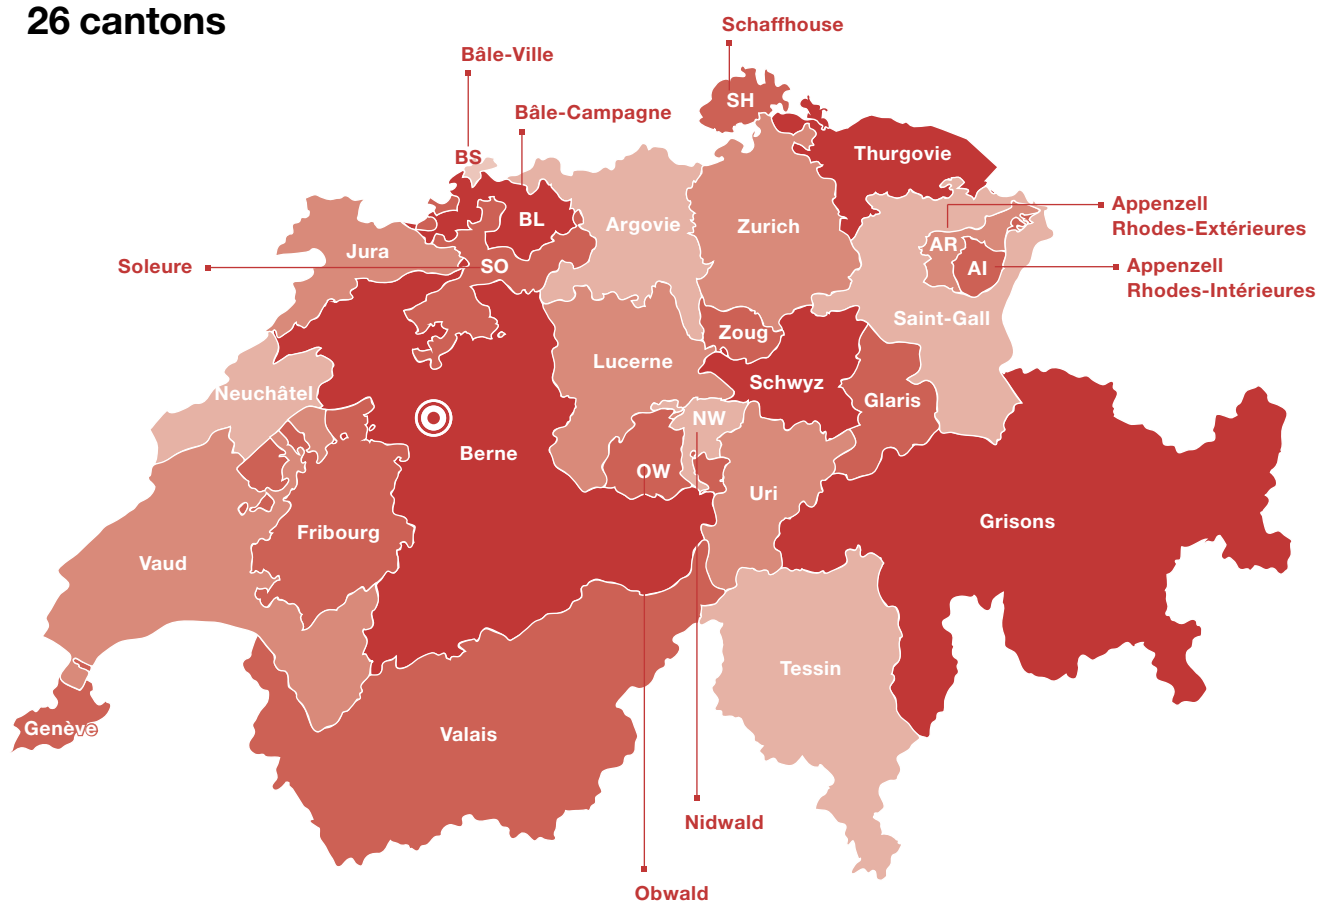 26 cantons
Schaffhouse
Bâle-Ville
SH
Bâle-Campagne
BS
Thurgovie
Appenzell
Rhodes-Extérieures
BL
Argovie
Zurich
AR
Jura
Soleure
SO
AI
Appenzell
Rhodes-Intérieures
Saint-Gall
Zoug
Lucerne
Schwyz
Neuchâtel
Glaris
NW
Berne
OW
Uri
Grisons
Fribourg
Vaud
Tessin
Genève
Valais
Nidwald
Obwald